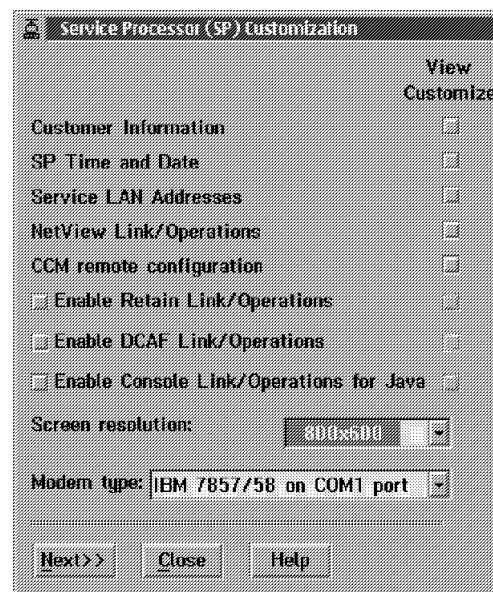 Service Processor (SP) Customization
View
Customize
Customer Information
SP Time and Date
Service LAN Addresses
NetView Link/Operations
CCM remote configuration
Enable Retain Link/Operations
Enable DCAF Link/Operations
Enable Console Link/Operations for Java
Screen resolution: 800x600
Modem type: IBM 7857/58 on COM1 port
Next>> Close Help